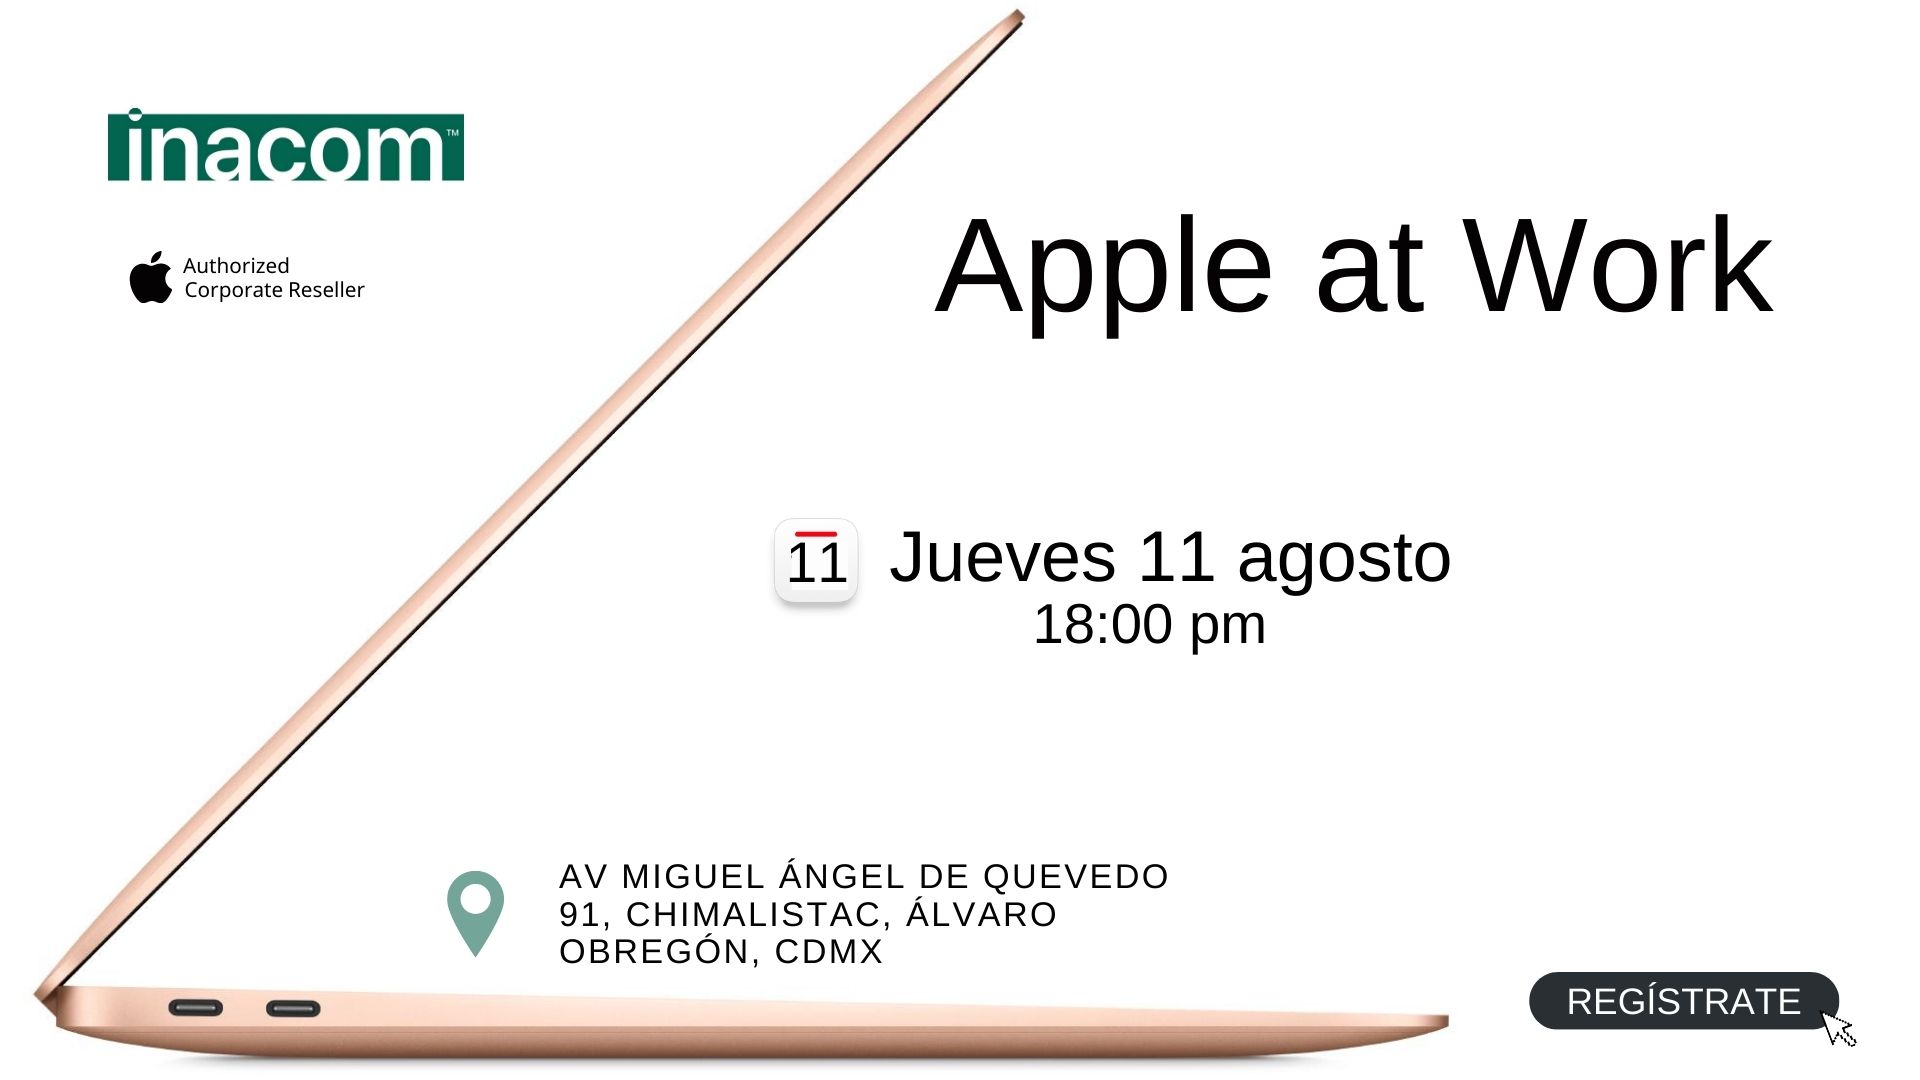 inacom™
Authorized
Corporate Reseller
Apple at Work
11
Jueves 11 agosto
18:00 pm
AV MIGUEL ÁNGEL DE QUEVEDO
91, CHIMALISTAC, ÁLVARO
OBREGÓN, CDMX
REGÍSTRATE